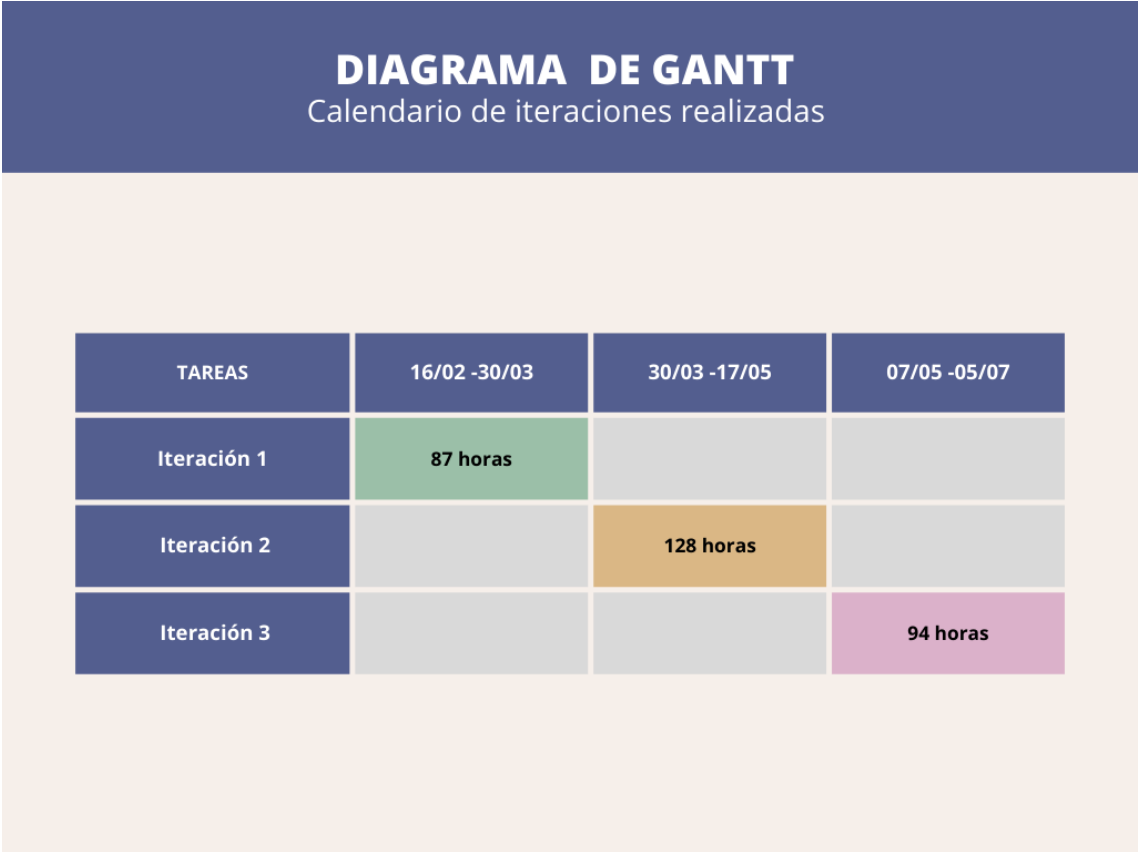 DIAGRAMA  DE GANTT
Calendario de iteraciones realizadas
TAREAS 16/02 -30/03 30/03 -17/05 07/05 -05/07
Iteración 1 87 horas
Iteración 2 128 horas
Iteración 3 94 horas